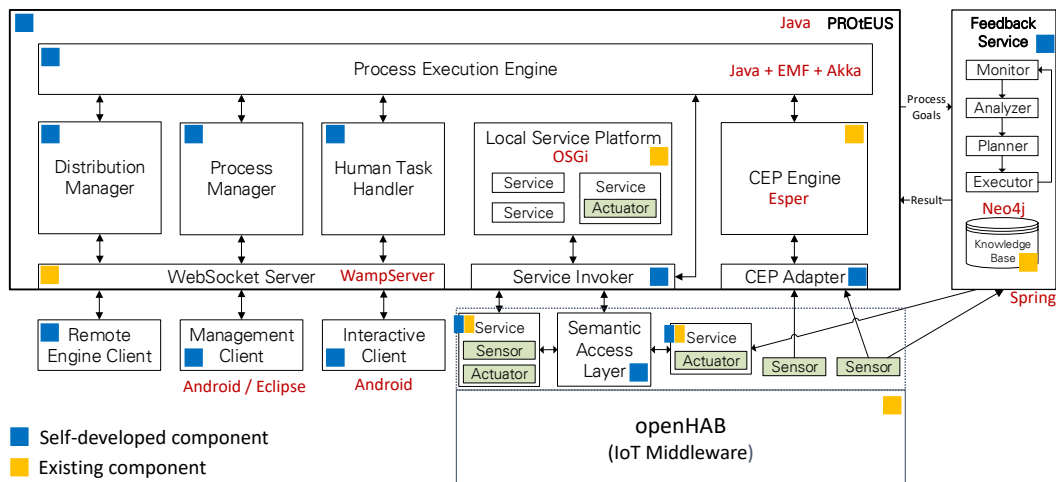 Java
PROtEUS
Process Execution Engine
Java + EMF + Akka
Distribution
Manager
Process
Manager
Human Task
Handler
Local Service Platform
OSGi
Service
Service
Service
Actuator
CEP Engine
Esper
WebSocket Server
WampServer
Service Invoker
CEP Adapter
Process
Goals
Result
Feedback
Service
Monitor
Analyzer
Planner
Executor
Neo4j
Knowledge
Base
Spring
Remote
Engine Client
Management
Client
Interactive
Client
Android / Eclipse
Android
Service
Sensor
Actuator
Semantic
Access
Layer
Service
Actuator
Sensor
Sensor
openHAB
(IoT Middleware)
Self-developed component
Existing component